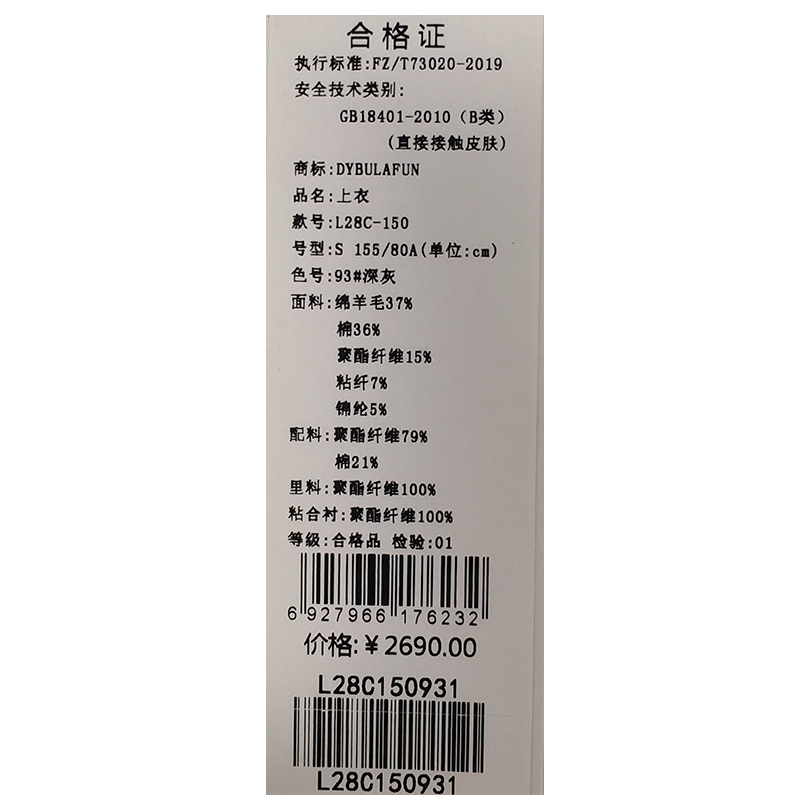 合格证
执行标准:FZ/T73020-2019
安全技术类别:
GB18401-2010（B类）
(直接接触皮肤)
商标:DYBULAFUN
品名:上衣
款号:L28C-150
号型:S 155/80A(单位:cm)
色号:93#深灰
面料:绵羊毛37%
棉36%
聚酯纤维15%
粘纤7%
锦纶5%
配料:聚酯纤维79%
棉21%
里料:聚酯纤维100%
粘合衬:聚酯纤维100%
等级:合格品 检验:01
6 927966 176232
价格:￥2690.00
L28C150931
L28C150931